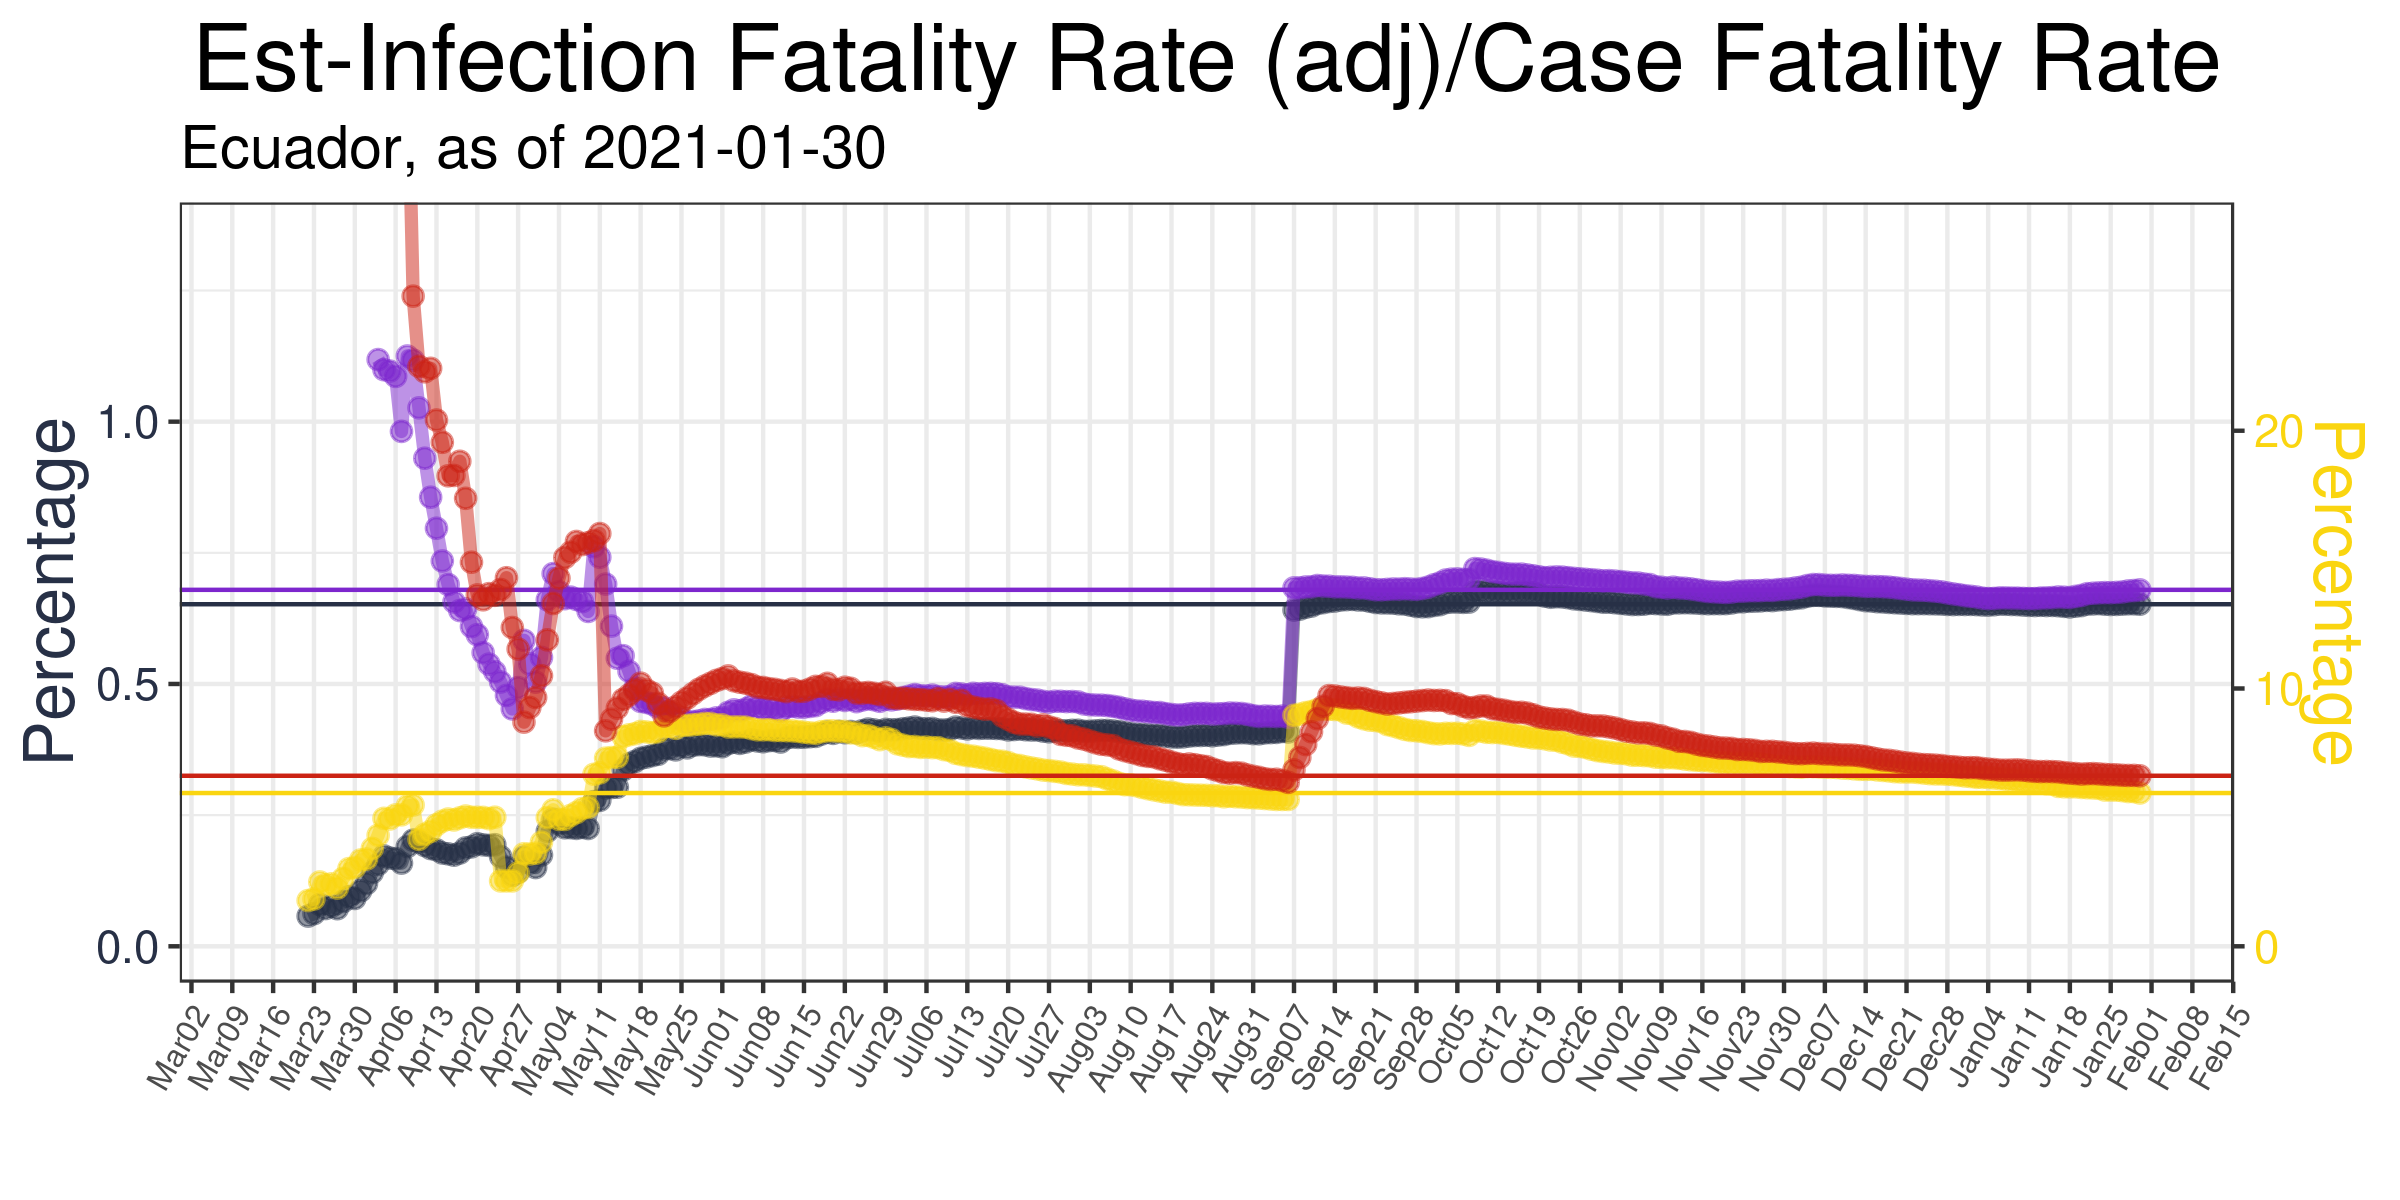 Est-Infection Fatality Rate (adj)/Case Fatality Rate
Ecuador, as of 2021-01-30
Percentage
1.0
0.5
0.0
20
10
0
Percentage
Mar02 Mar09 Mar16 Mar23 Mar30 Apr06 Apr13 Apr20 Apr27 May04 May11 May18 May25 Jun01 Jun08 Jun15 Jun22 Jun29 Jul06 Jul13 Jul20 Jul27 Aug03 Aug10 Aug17 Aug24 Aug31 Sep07 Sep14 Sep21 Sep28 Oct05 Oct12 Oct19 Oct26 Nov02 Nov09 Nov16 Nov23 Nov30 Dec07 Dec14 Dec21 Dec28 Jan04 Jan11 Jan18 Jan25 Feb01 Feb08 Feb15